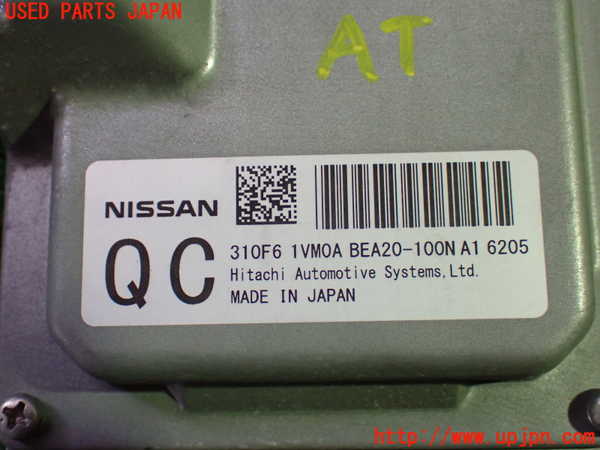 USED PARTS JAPAN
AT
NISSAN
QC 310F6 1VM0A BEA20-100N A1 6205
Hitachi Automotive Systems,Ltd.
MADE IN JAPAN
http://www.upjpn.com